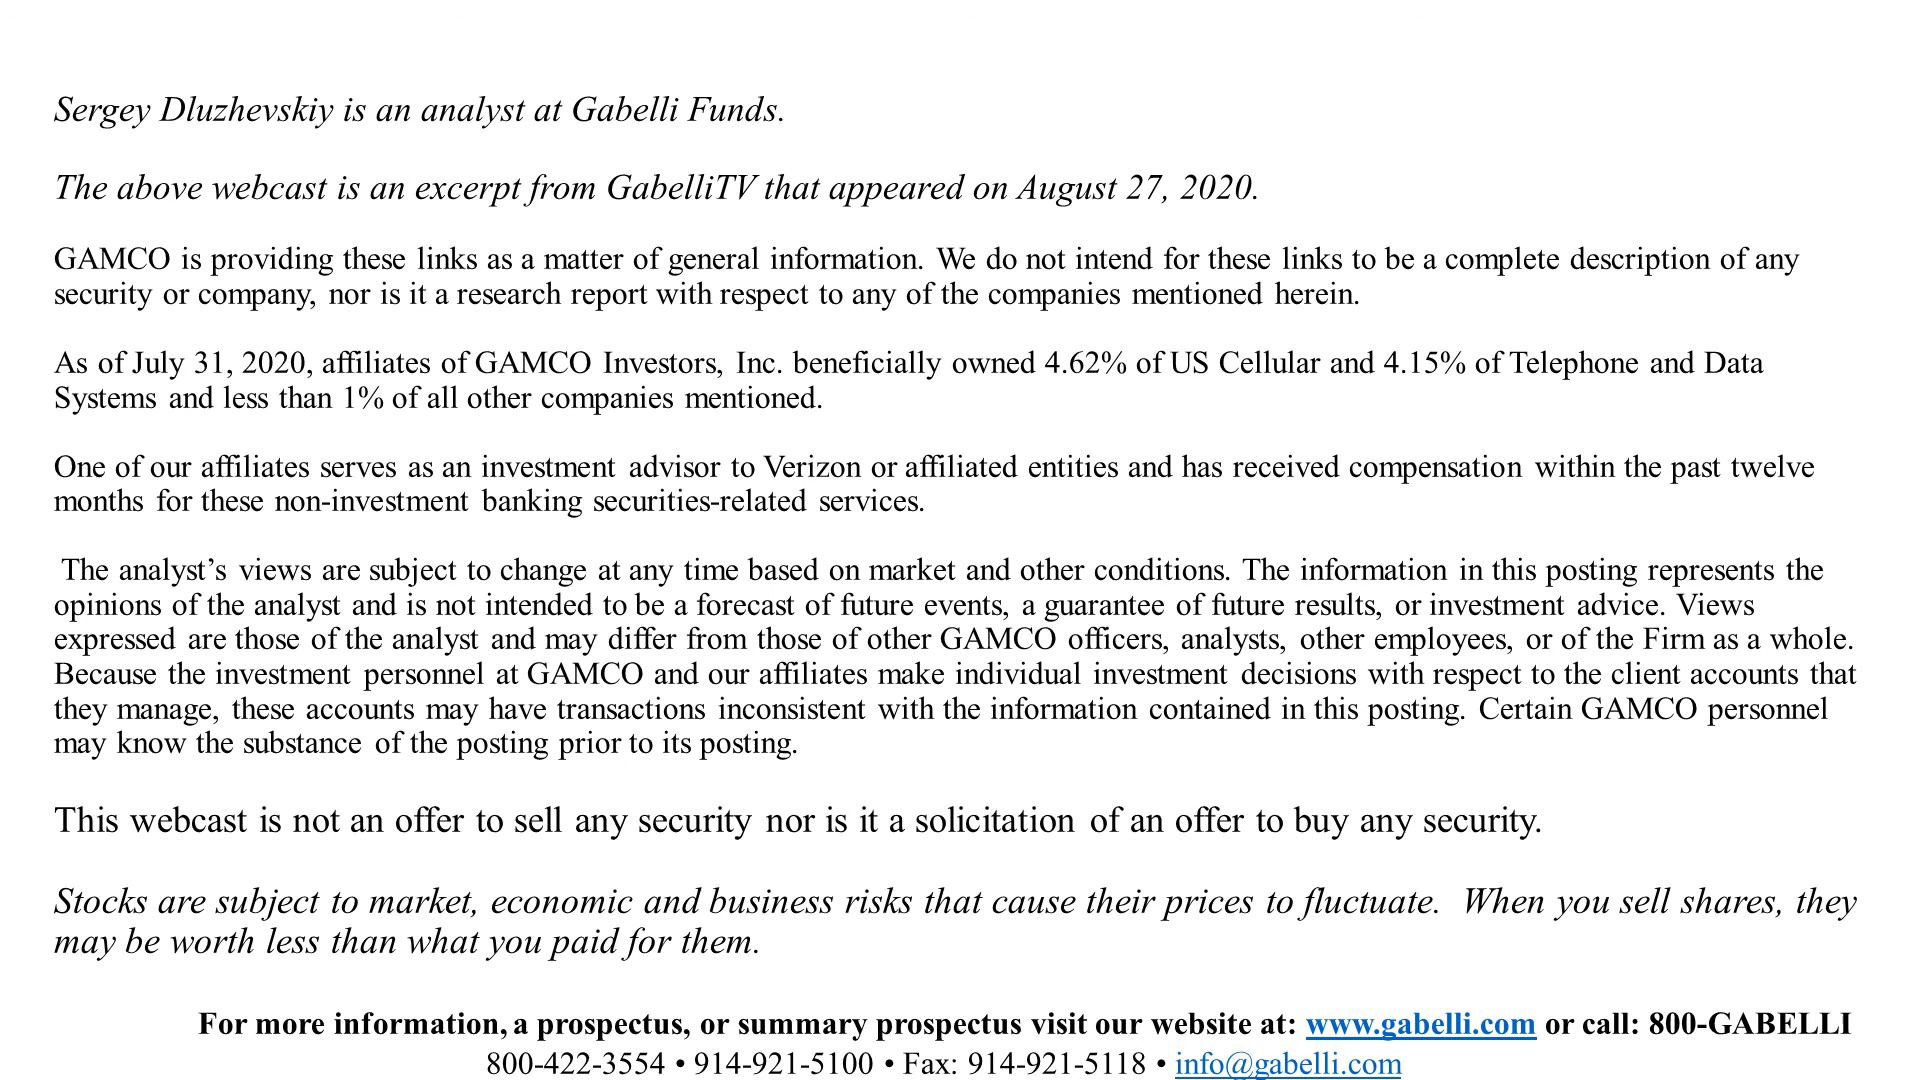 Sergey Dluzhevskiy is an analyst at Gabelli Funds.
The above webcast is an excerpt from GabelliTV that appeared on August 27, 2020.
GAMCO is providing these links as a matter of general information. We do not intend for these links to be a complete description of any
security or company, nor is it a research report with respect to any of the companies mentioned herein.
As of July 31, 2020, affiliates of GAMCO Investors, Inc. beneficially owned 4.62% of US Cellular and 4.15% of Telephone and Data
Systems and less than 1% of all other companies mentioned.
One of our affiliates serves as an investment advisor to Verizon or affiliated entities and has received compensation within the past twelve
months for these non-investment banking securities-related services.
The analyst’s views are subject to change at any time based on market and other conditions. The information in this posting represents the
opinions of the analyst and is not intended to be a forecast of future events, a guarantee of future results, or investment advice. Views
expressed are those of the analyst and may differ from those of other GAMCO officers, analysts, other employees, or of the Firm as a whole.
Because the investment personnel at GAMCO and our affiliates make individual investment decisions with respect to the client accounts that
they manage, these accounts may have transactions inconsistent with the information contained in this posting. Certain GAMCO personnel
may know the substance of the posting prior to its posting.
This webcast is not an offer to sell any security nor is it a solicitation of an offer to buy any security.
Stocks are subject to market, economic and business risks that cause their prices to fluctuate. When you sell shares, they
may be worth less than what you paid for them.
For more information, a prospectus, or summary prospectus visit our website at: www.gabelli.com or call: 800-GABELLI
800-422-3554 • 914-921-5100 • Fax: 914-921-5118 • info@gabelli.com